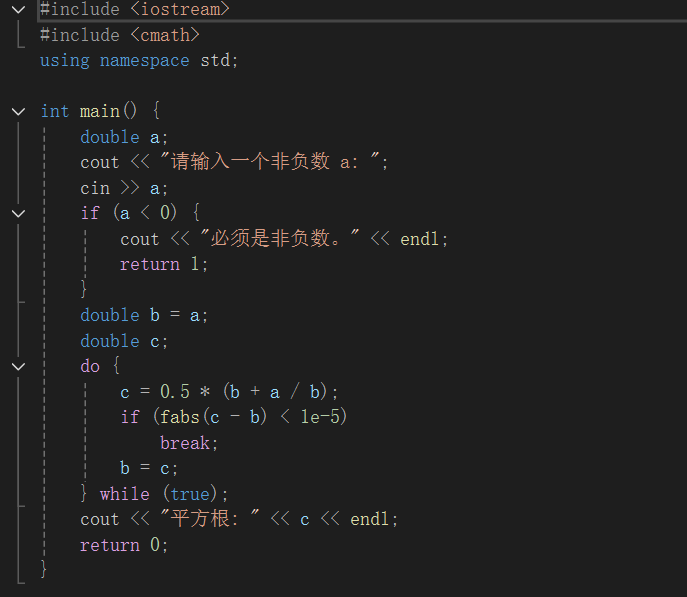 #include <iostream>
#include <cmath>
using namespace std;
int main() {
double a;
cout << "请输入一个非负数 a: ";
cin >> a;
if (a < 0) {
cout << "必须是非负数。" << endl;
return 1;
}
double b = a;
double c;
do {
c = 0.5 * (b + a / b);
if (fabs(c - b) < 1e-5)
break;
b = c;
} while (true);
cout << "平方根: " << c << endl;
return 0;
}